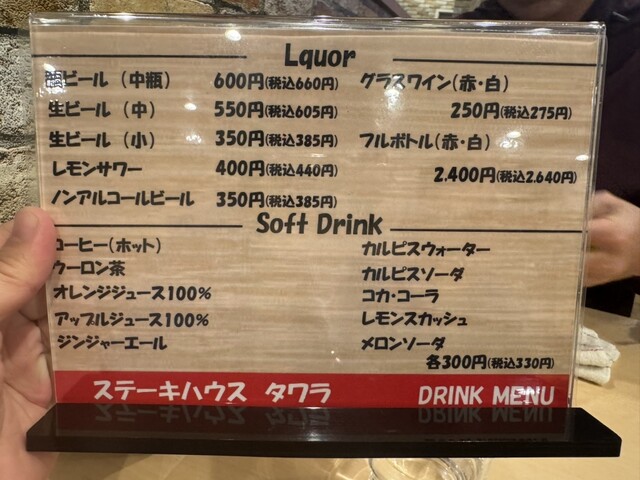 Lquor
瓶ビール（中瓶） 600円(税込660円)
生ビール（中） 550円(税込605円)
生ビール（小） 350円(税込385円)
レモンサワー 400円(税込440円)
ノンアルコールビール 350円(税込385円)
グラスワイン(赤・白)
250円(税込275円)
フルボトル(赤・白)
2.400円(税込2.640円)
Soft Drink
コーヒー(ホット)
ウーロン茶
オレンジジュース100%
アップルジュース100%
ジンジャーエール
カルピスウォーター
カルピスソーダ
コカ・コーラ
レモンスカッシュ
メロンソーダ
各300円(税込330円)
ステーキハウス タワラ DRINK MENU